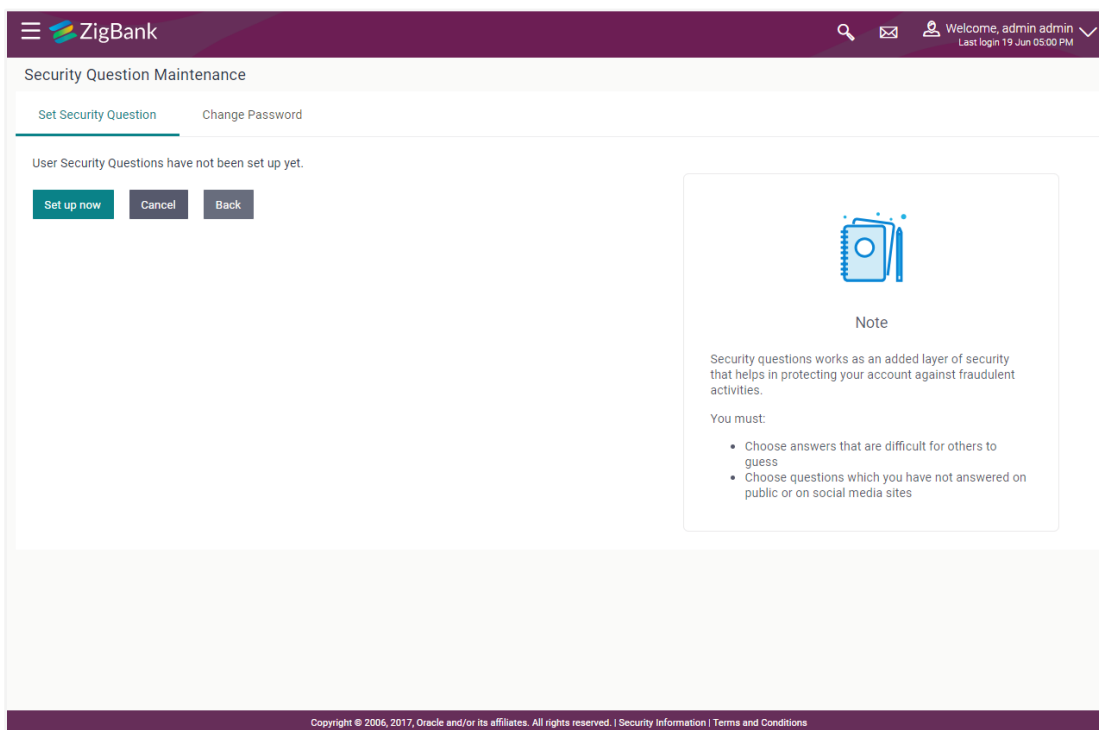 ZigBank
Welcome, admin admin
Last login 19 Jun 05:00 PM
Security Question Maintenance
Set Security Question
Change Password
User Security Questions have not been set up yet.
Set up now
Cancel
Back
Note
Security questions works as an added layer of security
that helps in protecting your account against fraudulent
activities.
You must:
• Choose answers that are difficult for others to
guess
• Choose questions which you have not answered on
public or on social media sites
Copyright © 2006, 2017, Oracle and/or its affiliates. All rights reserved. | Security Information | Terms and Conditions